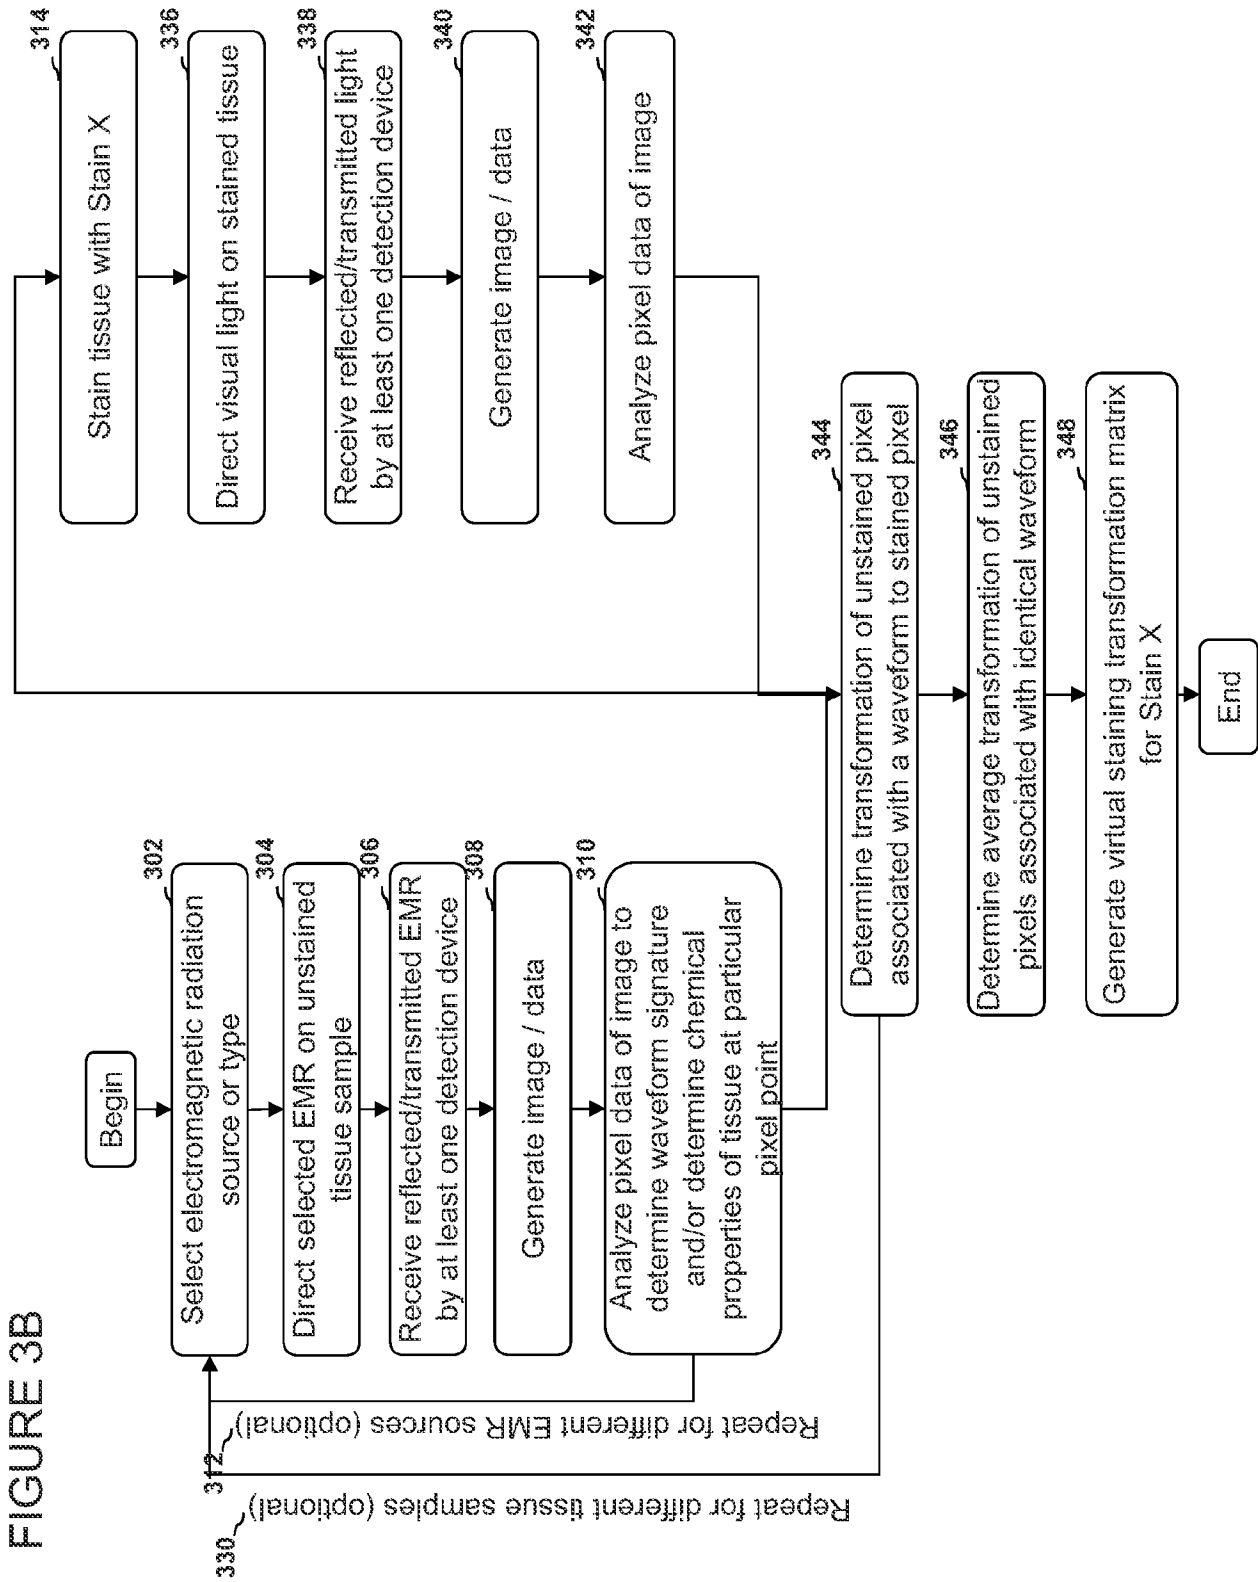 FIGURE 3B
Begin
302
Select electromagnetic radiation
source or type
304
Direct selected EMR on unstained
tissue sample
306
Receive reflected/transmitted EMR
by at least one detection device
308
Generate image / data
310
Analyze pixel data of image to
determine waveform signature
and/or determine chemical
properties of tissue at particular
pixel point
312
Repeat for different EMR sources (optional)
330
Repeat for different tissue samples (optional)
314
Stain tissue with Stain X
336
Direct visual light on stained tissue
338
Receive reflected/transmitted light
by at least one detection device
340
Generate image / data
342
Analyze pixel data of image
344
Determine transformation of unstained pixel
associated with a waveform to stained pixel
346
Determine average transformation of unstained
pixels associated with identical waveform
348
Generate virtual staining transformation matrix
for Stain X
End